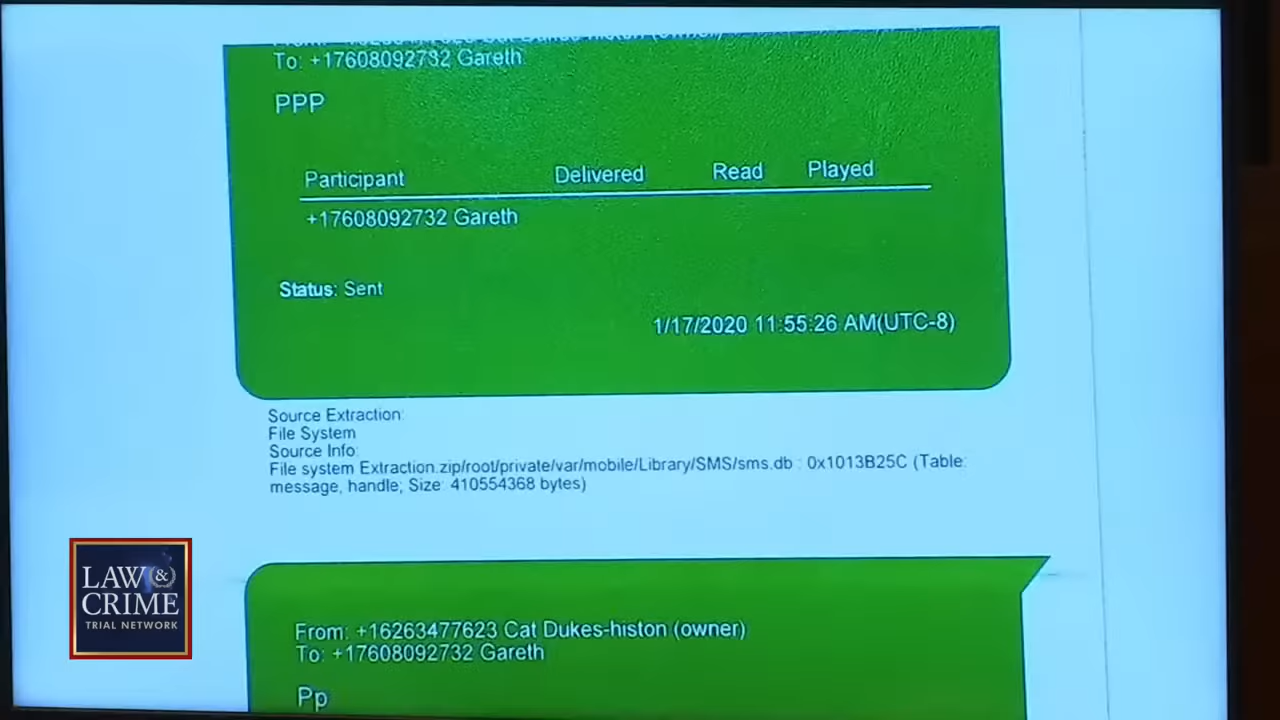 To: +17608092732 Gareth
PPP
Participant Delivered Read Played
+17608092732 Gareth
Status: Sent
1/17/2020 11:55:26 AM(UTC-8)
Source Extraction:
File System
Source Info:
File system Extraction.zip/root/private/var/mobile/Library/SMS/sms.db : 0x1013B25C (Table:
message, handle; Size: 410554368 bytes)
LAW &
CRIME
TRIAL NETWORK
From: +16263477623 Cat Dukes-histon (owner)
To: +17608092732 Gareth
Pp